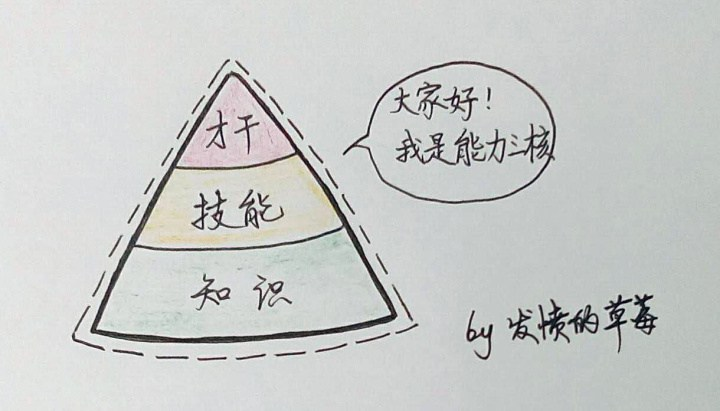 才干
技能
知识
大家好！
我是能力三核
by 发愤的草莓